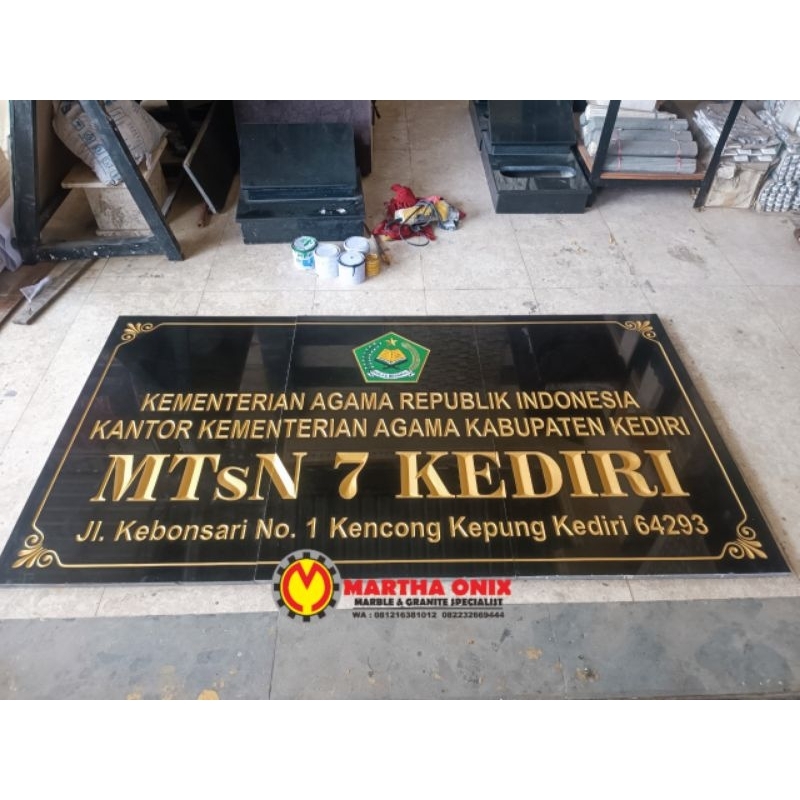 KEMENTERIAN AGAMA REPUBLIK INDONESIA
KANTOR KEMENTERIAN AGAMA KABUPATEN KEDIRI
MTsN 7 KEDIRI
Jl. Kebonsari No. 1 Kencong Kepung Kediri 64293
MARTHA ONIX
MARBLE & GRANITE SPECIALIST
WA : 081216381012 082232669444